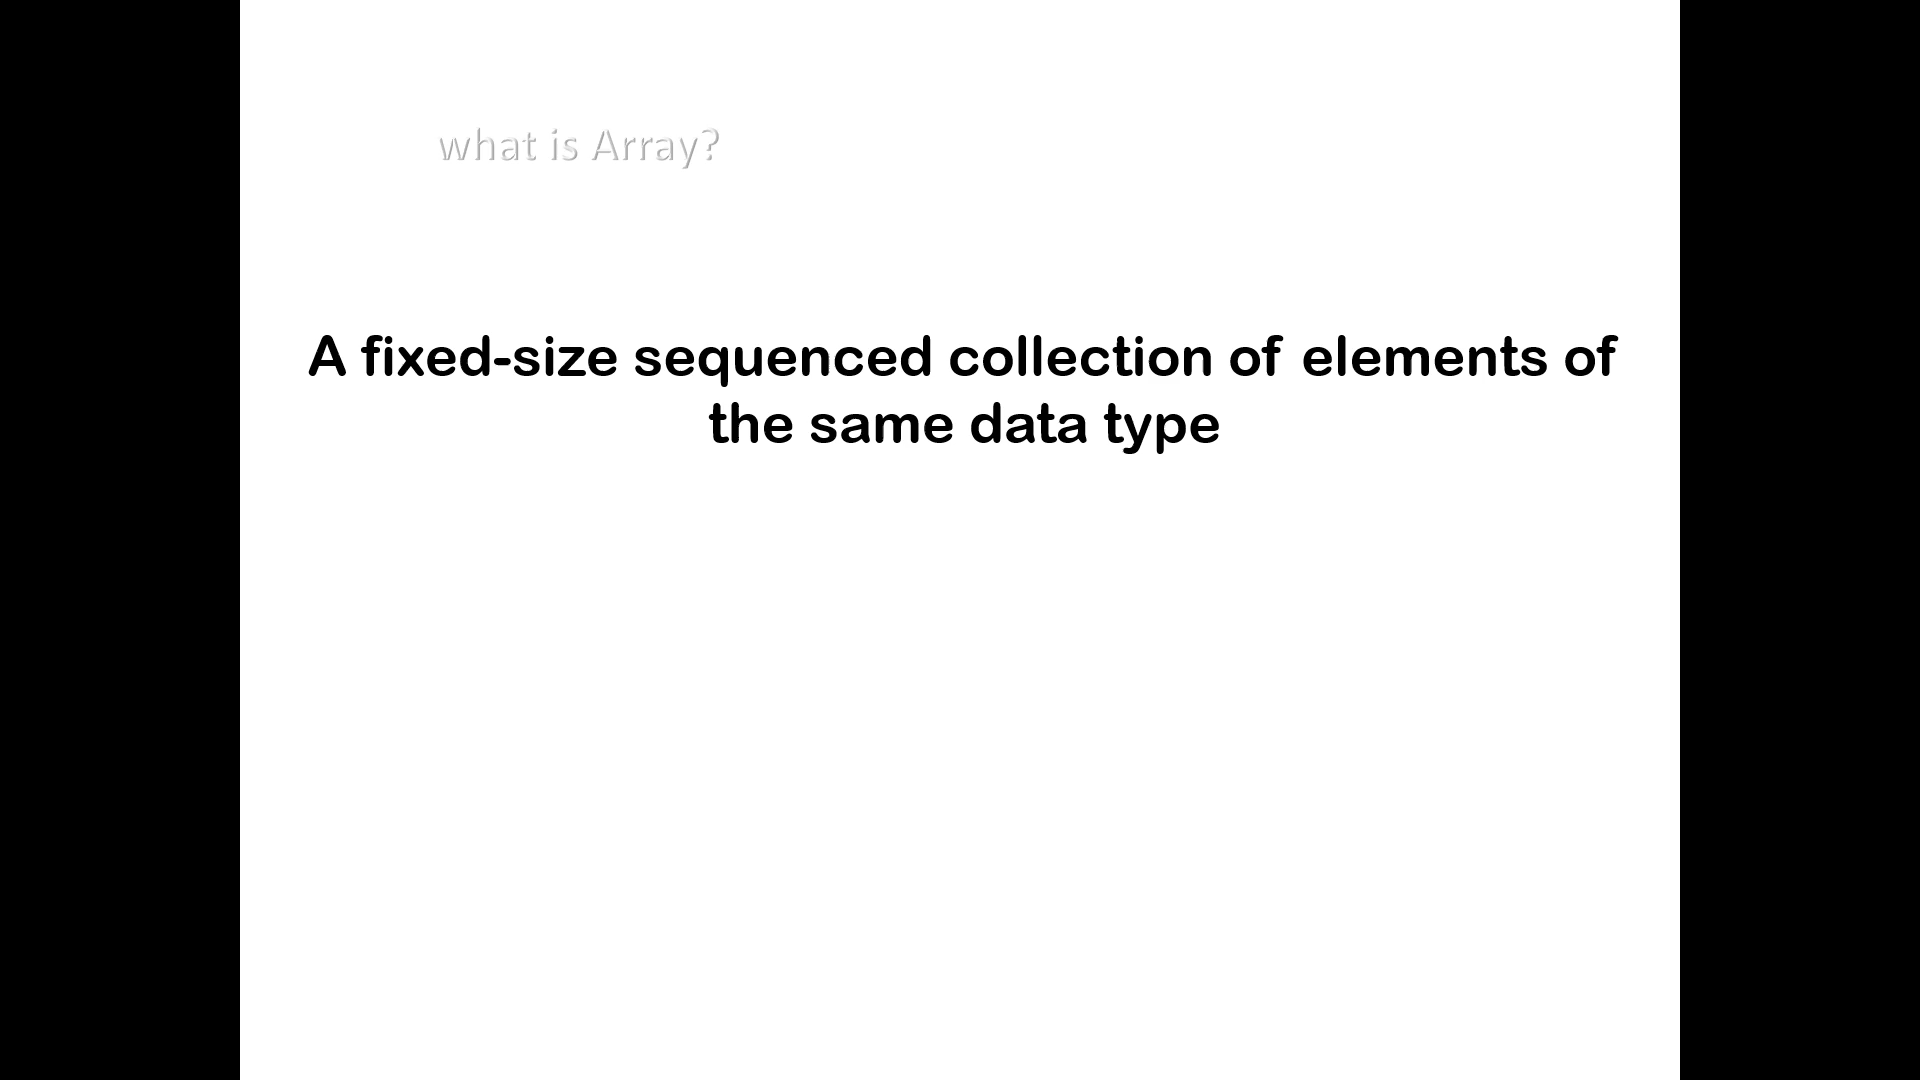 what is Array?
A fixed-size sequenced collection of elements of
the same data type